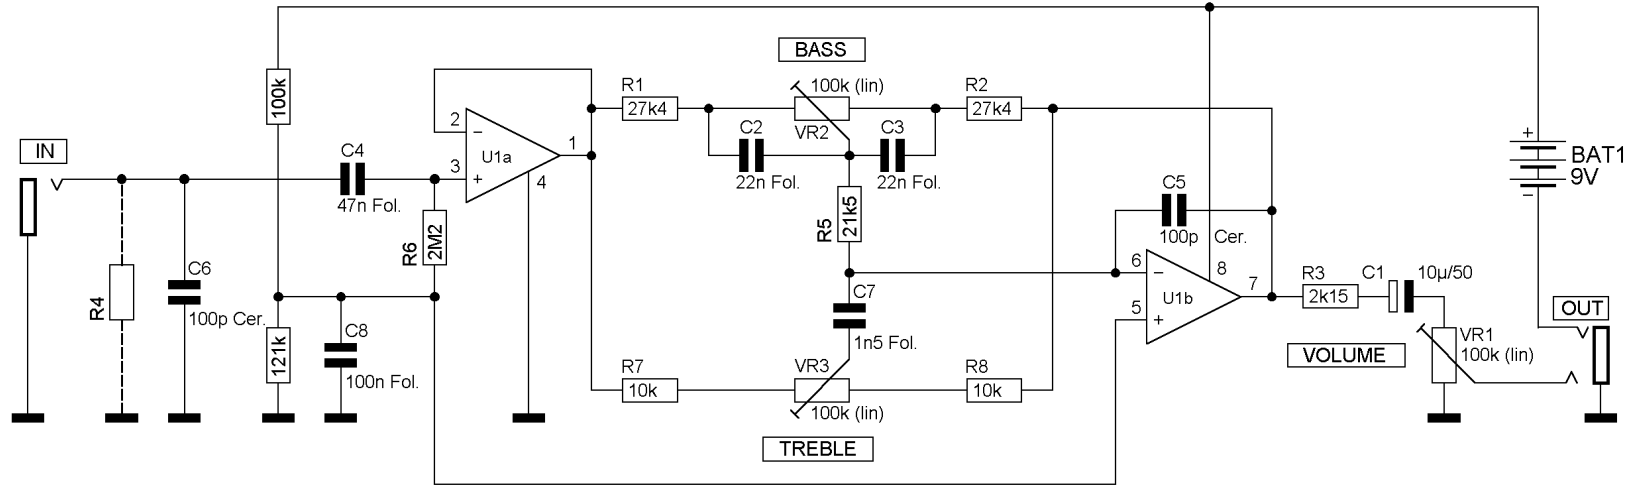 BASS
100k (lin)
VR2
R1
27k4
R2
27k4
100k
C2
22n Fol.
C3
22n Fol.
+
BAT1
9V
−
IN
C4
47n Fol.
2
−
3
+
U1a
1
4
R6
2M2
R5
21k5
C5
100p Cer.
R4
C6
100p Cer.
121k
C8
100n Fol.
C7
1n5 Fol.
6
−
5
+
U1b
8
7
R3
2k15
C1
10µ/50
OUT
VOLUME
VR1
100k (lin)
R7
10k
VR3
100k (lin)
R8
10k
TREBLE